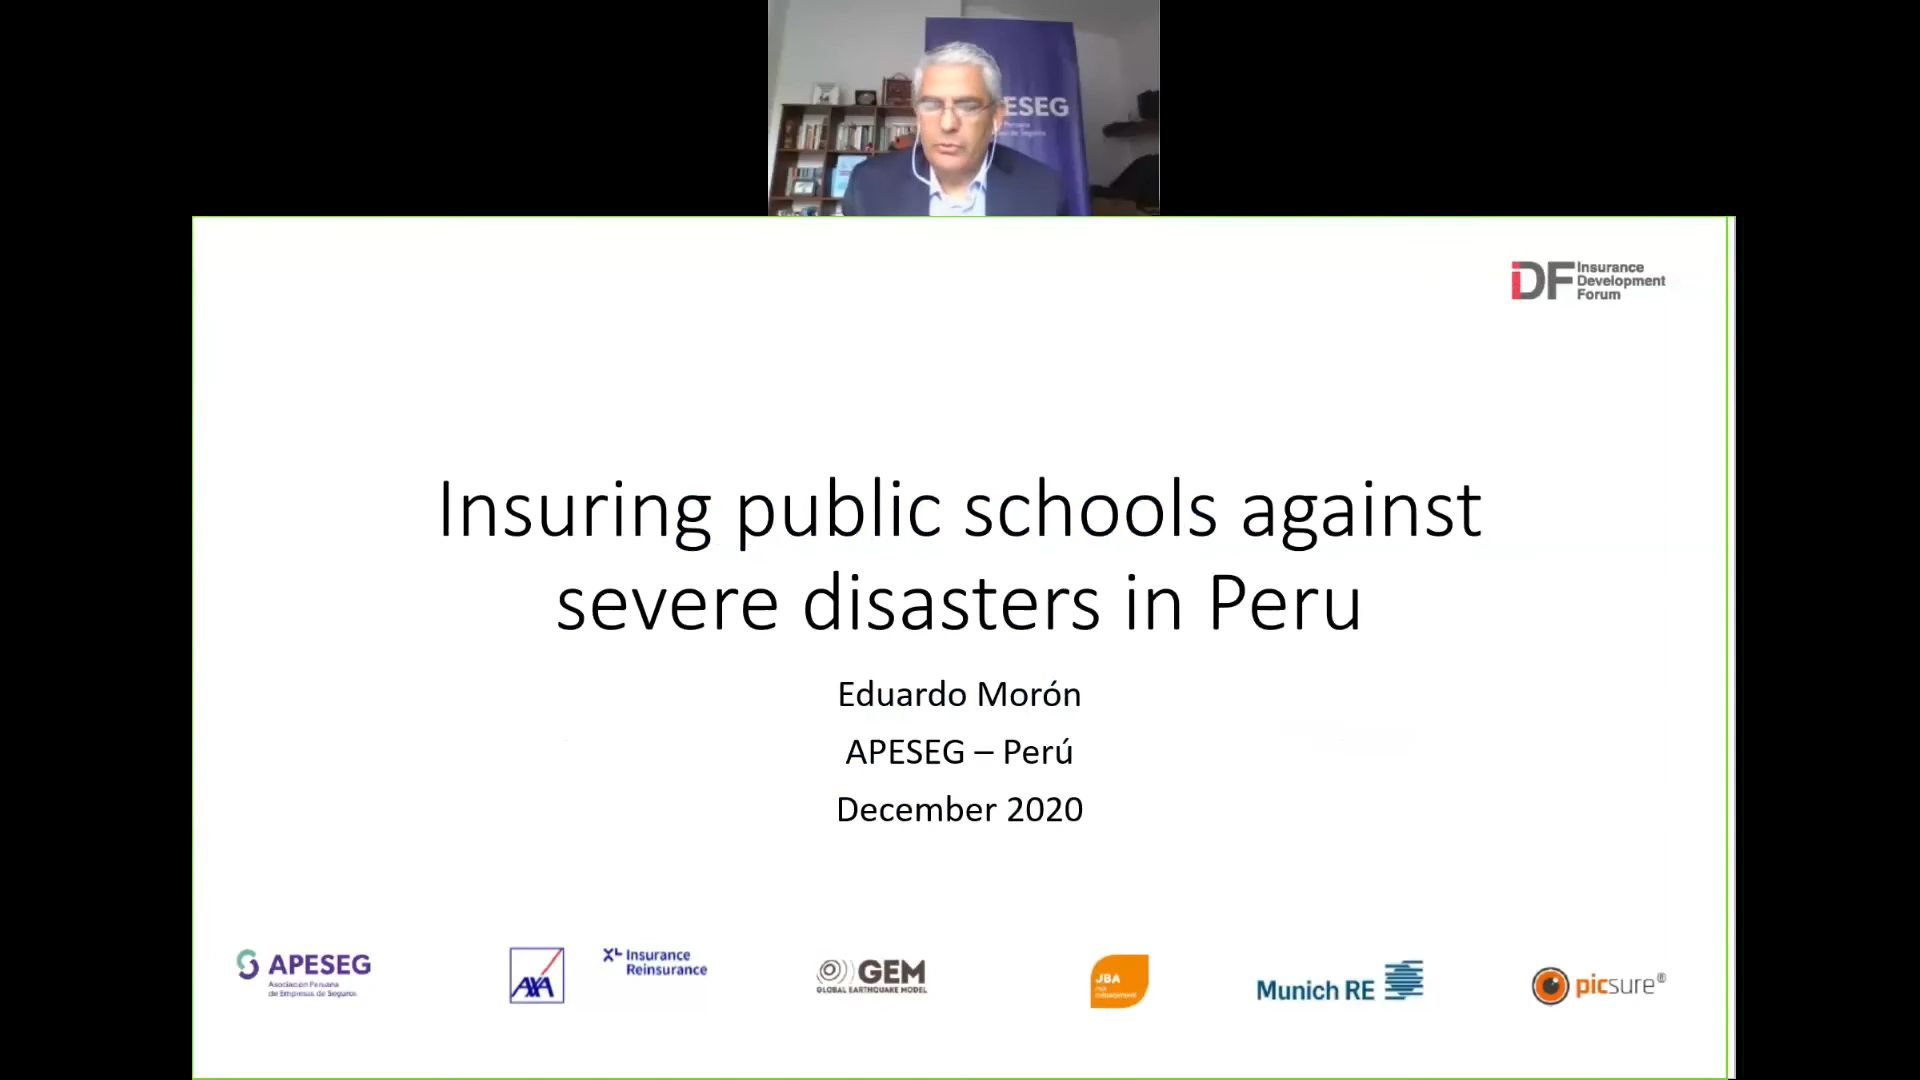 ESEG
Insurance
Development
Forum
iDF
Insuring public schools against
severe disasters in Peru
Eduardo Morón
APESEG – Perú
December 2020
APESEG
Asociación Peruana
de Empresas de Seguros
AXA
XL Insurance
Reinsurance
GEM
GLOBAL EARTHQUAKE MODEL
JBA
risk
management
Munich RE
picsure®